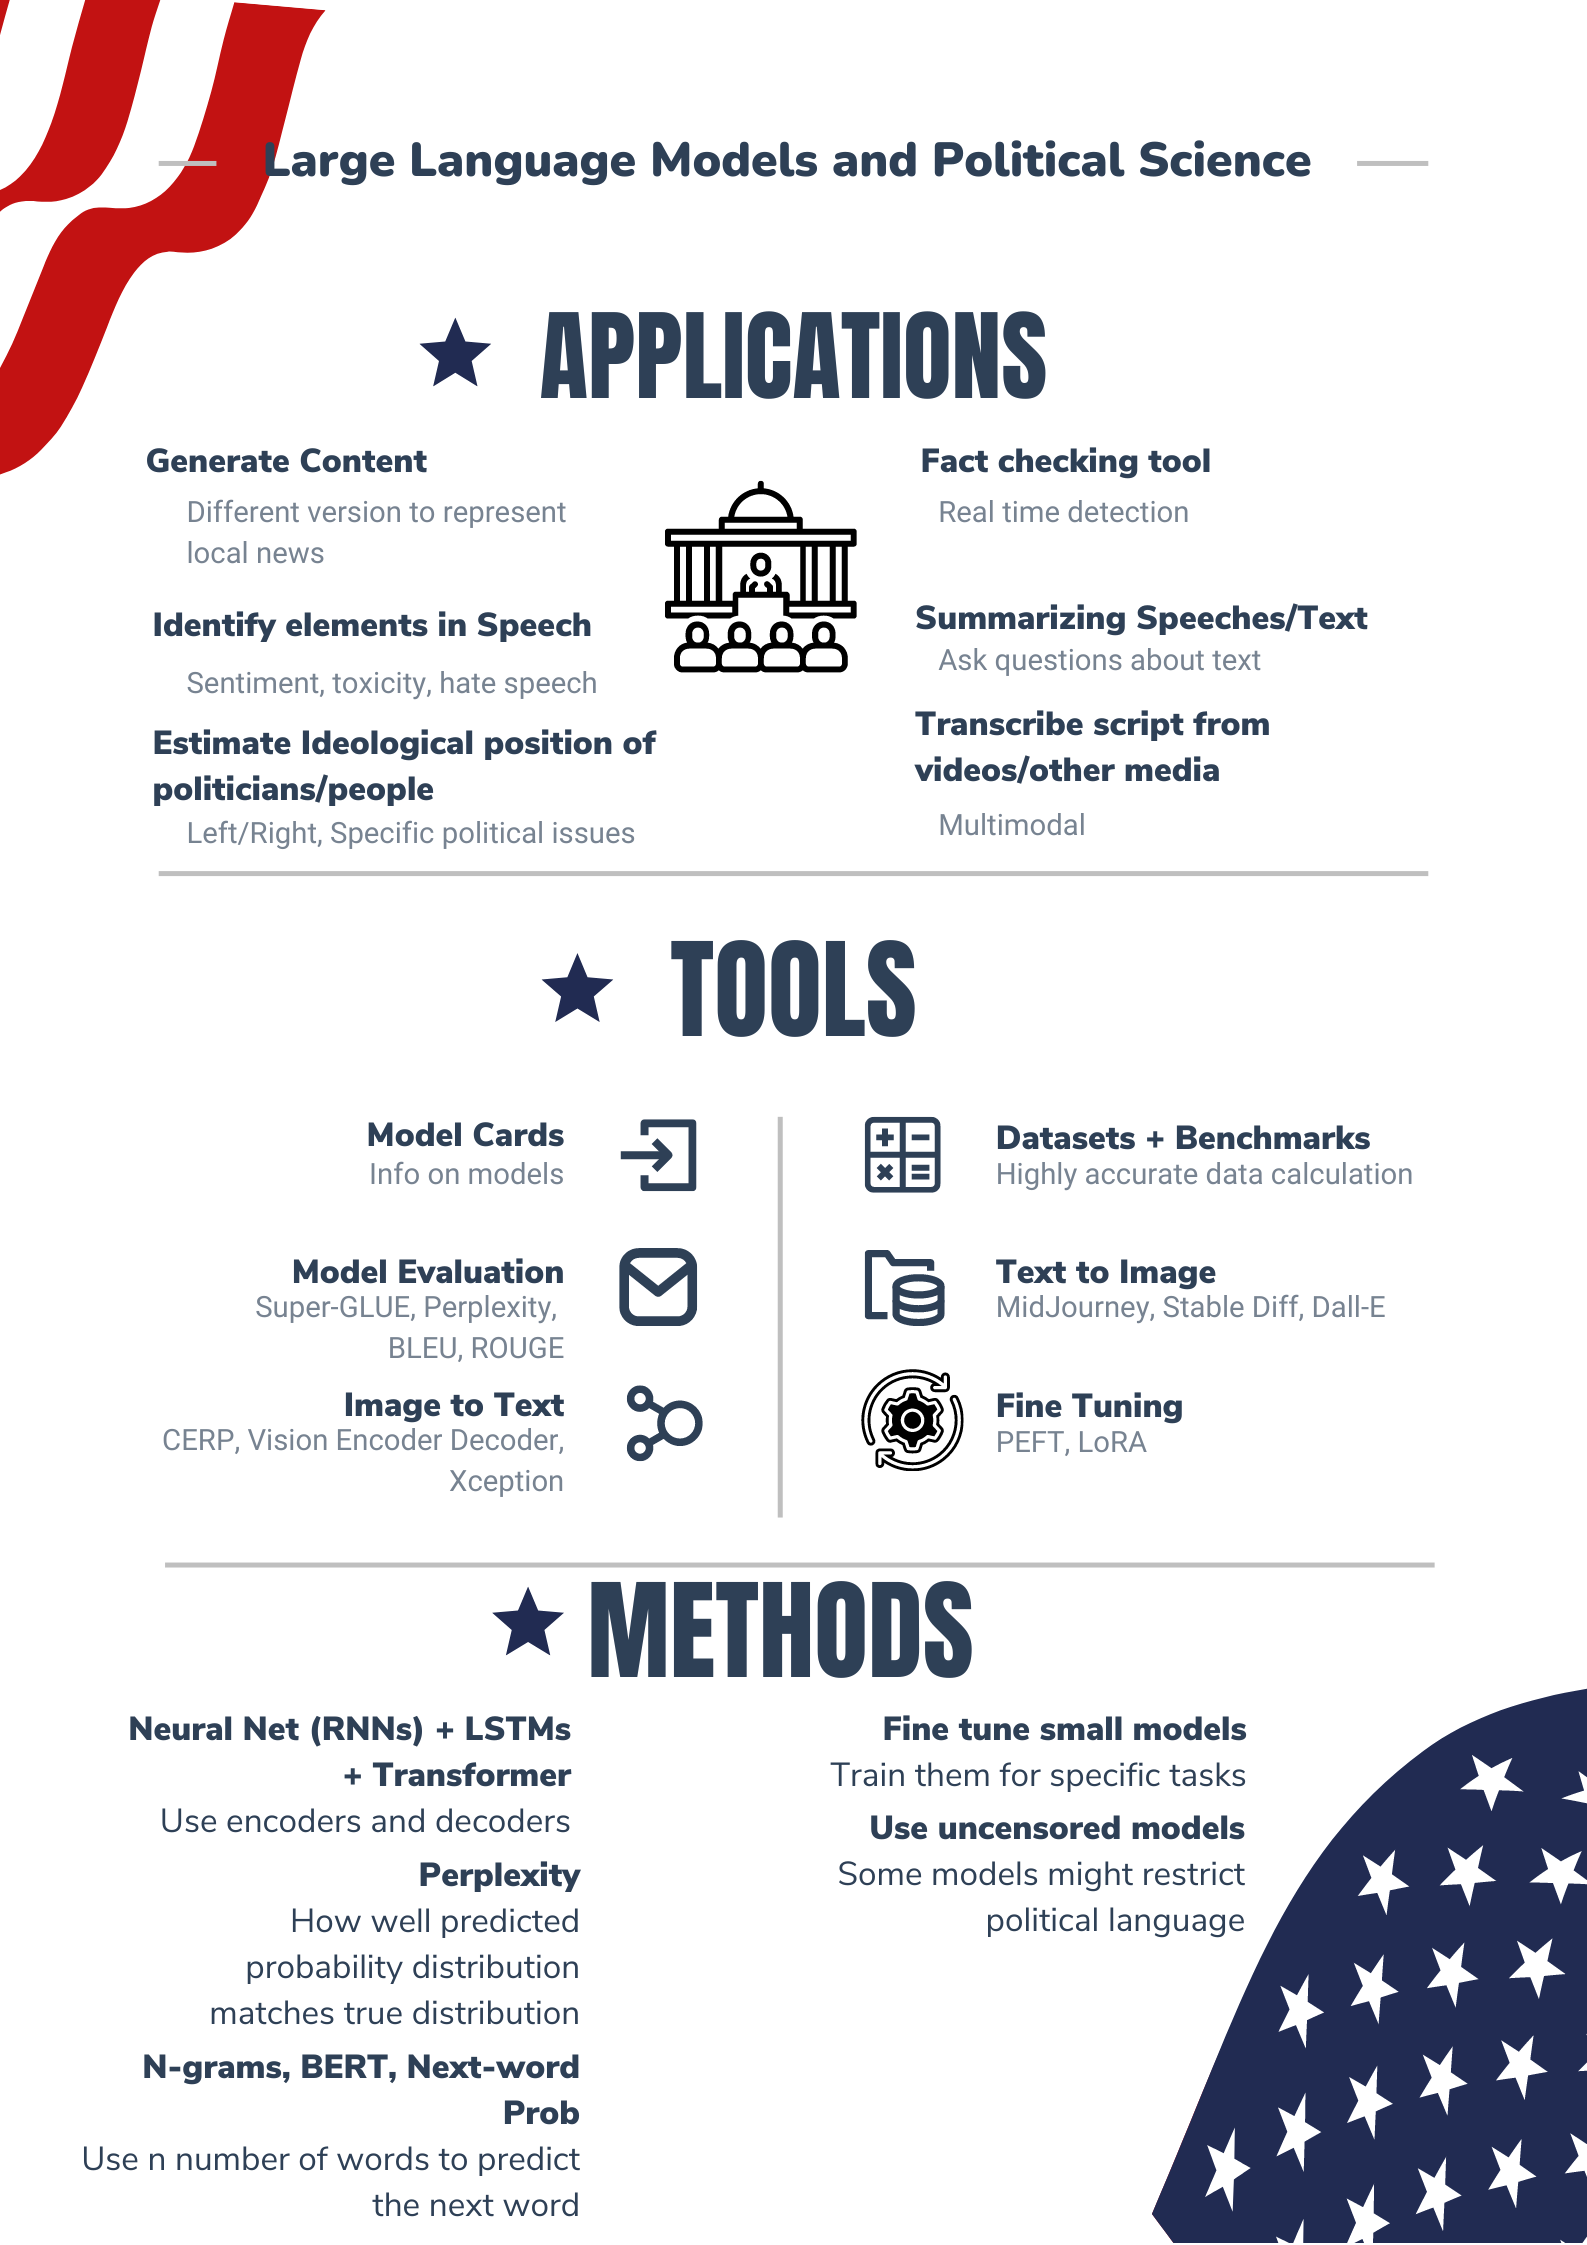 Large Language Models and Political Science
APPLICATIONS
Generate Content
Different version to represent
local news
Identify elements in Speech
Sentiment, toxicity, hate speech
Estimate Ideological position of
politicians/people
Left/Right, Specific political issues
Fact checking tool
Real time detection
Summarizing Speeches/Text
Ask questions about text
Transcribe script from
videos/other media
Multimodal
TOOLS
Model Cards
Info on models
Model Evaluation
Super-GLUE, Perplexity,
BLEU, ROUGE
Image to Text
CERP, Vision Encoder Decoder,
Xception
Datasets + Benchmarks
Highly accurate data calculation
Text to Image
MidJourney, Stable Diff, Dall-E
Fine Tuning
PEFT, LoRA
METHODS
Neural Net (RNNs) + LSTMs
+ Transformer
Use encoders and decoders
Perplexity
How well predicted
probability distribution
matches true distribution
N-grams, BERT, Next-word
Prob
Use n number of words to predict
the next word
Fine tune small models
Train them for specific tasks
Use uncensored models
Some models might restrict
political language